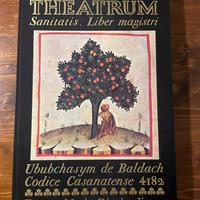 THEATRUM
Sanitatis. Liber magistri
Ububchasym de Baldach
Codice Casanatense 4182